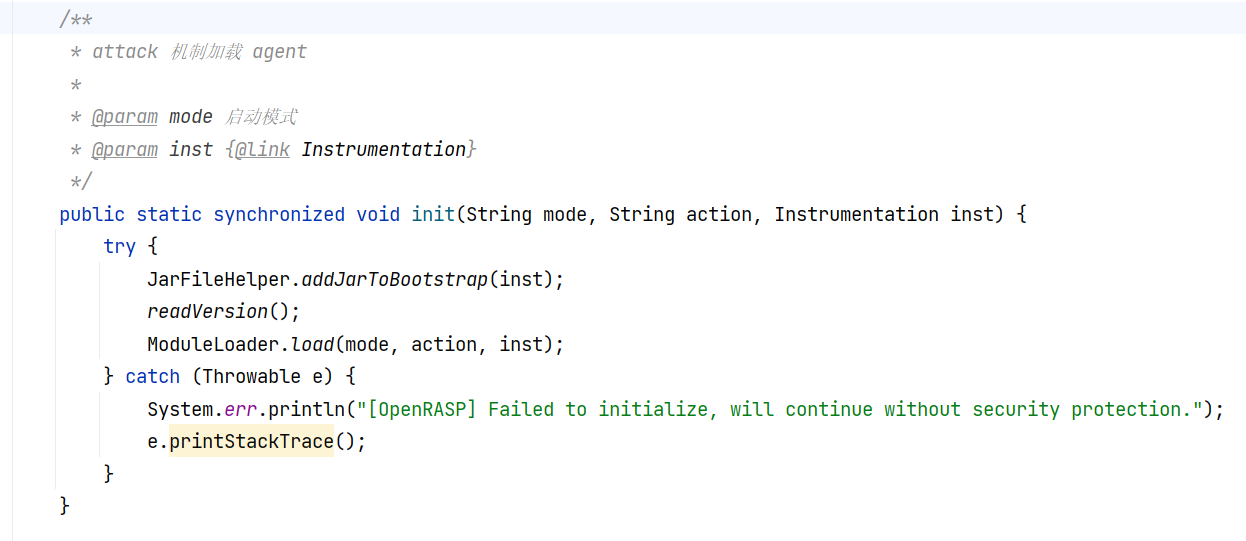 /**
 * attack 机制加载 agent
 *
 * @param mode 启动模式
 * @param inst {@link Instrumentation}
 */
public static synchronized void init(String mode, String action, Instrumentation inst) {
    try {
        JarFileHelper.addJarToBootstrap(inst);
        readVersion();
        ModuleLoader.load(mode, action, inst);
    } catch (Throwable e) {
        System.err.println("[OpenRASP] Failed to initialize, will continue without security protection.");
        e.printStackTrace();
    }
}